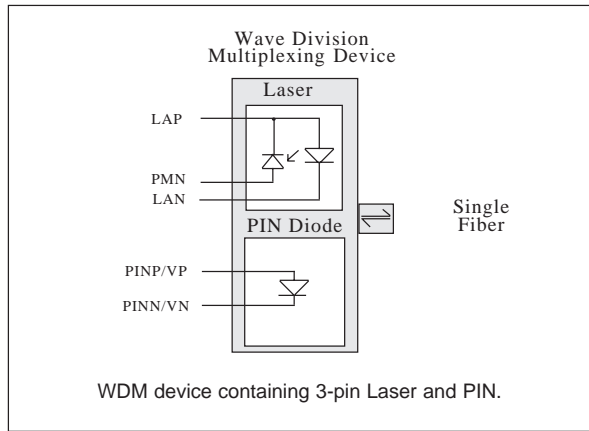 Wave Division
Multiplexing Device
Laser
LAP
PMN
LAN
PIN Diode
Single
Fiber
PINP/VP
PINN/VN
WDM device containing 3-pin Laser and PIN.